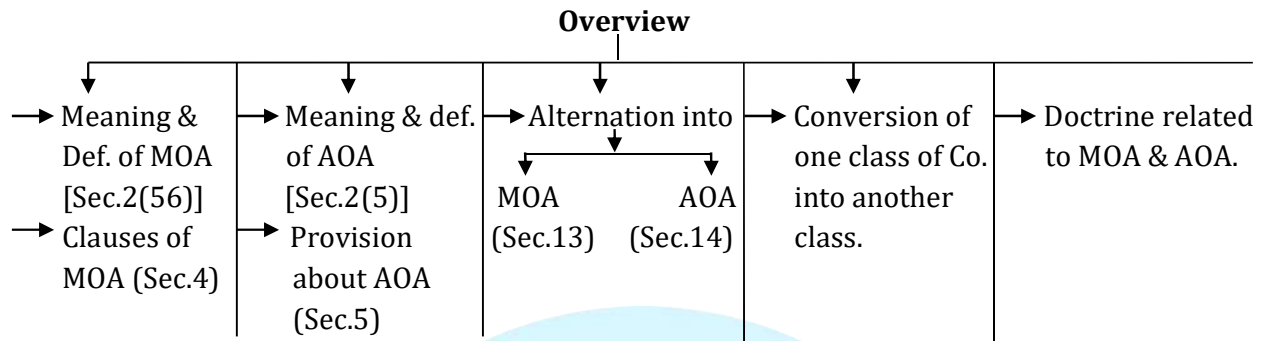 Overview
Meaning &
Def. of MOA
[Sec.2(56)]
Clauses of
MOA (Sec.4)
Meaning & def.
of AOA
[Sec.2(5)]
Provision
about AOA
(Sec.5)
Alternation into
MOA AOA
(Sec.13) (Sec.14)
Conversion of
one class of Co.
into another
class.
Doctrine related
to MOA & AOA.